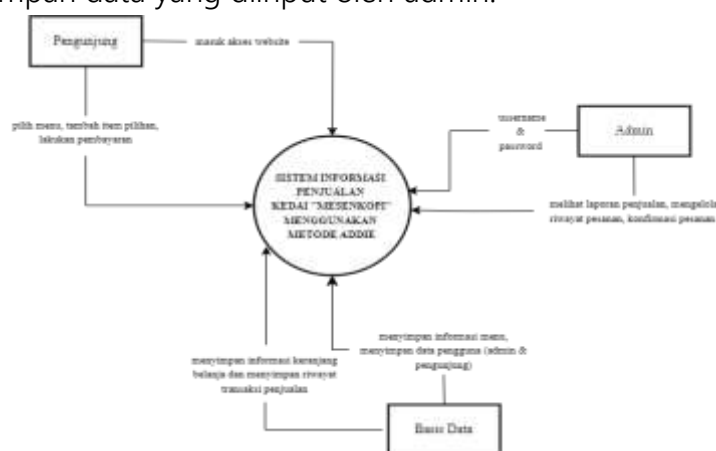 mpan data yang diinput oleh admin.
Pengunjung
masuk akses website
pilih menu, tambah item pilihan,
lakukan pembayaran
username
&
password
Admin
SISTEM INFORMASI
PENJUALAN
KEDAI "MESENKOPI"
MENGGUNAKAN
METODE ADDIE
melihat laporan penjualan, mengelola
riwayat pesanan, konfirmasi pesanan
menyimpan informasi menu,
menyimpan data pengguna (admin &
pengunjung)
menyimpan informasi keranjang
belanja dan menyimpan riwayat
transaksi penjualan
Basis Data